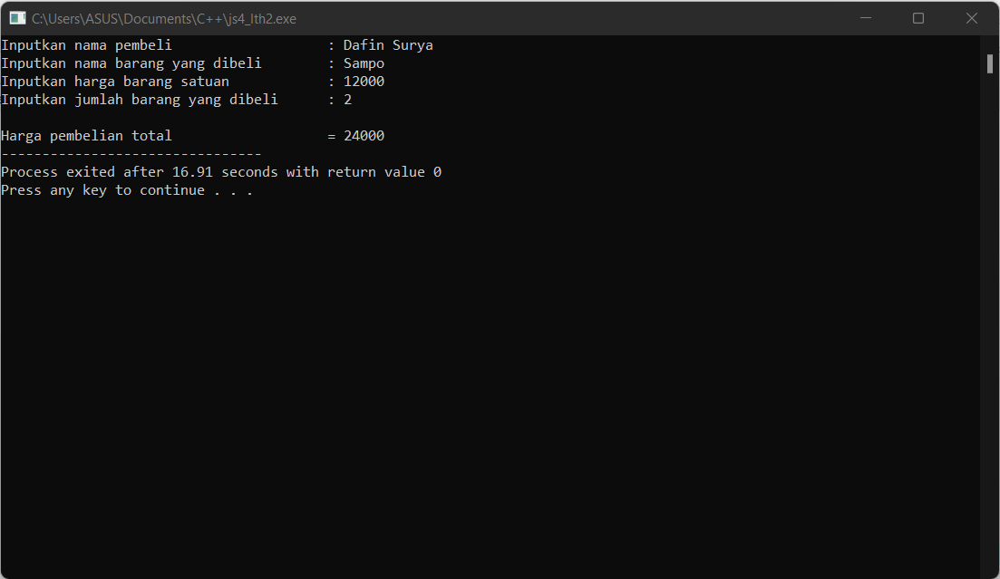 C:\Users\ASUS\Documents\C++\js4_lth2.exe
Inputkan nama pembeli                   : Dafin Surya
Inputkan nama barang yang dibeli        : Sampo
Inputkan harga barang satuan            : 12000
Inputkan jumlah barang yang dibeli      : 2
Harga pembelian total                   = 24000
--------------------------------
Process exited after 16.91 seconds with return value 0
Press any key to continue . . .